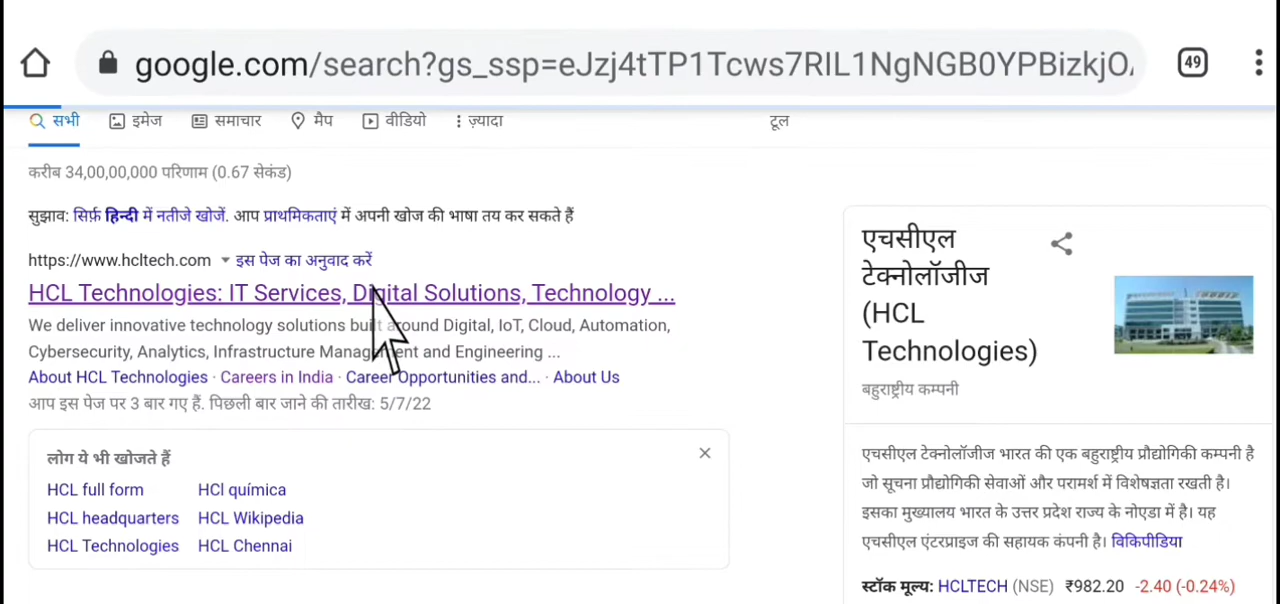 google.com/search?gs_ssp=eJzj4tTP1Tcws7RIL1NgNGB0YPBizkjO
49
सभी इमेज समाचार मैप वीडियो ज़्यादा टूल
करीब 34,00,00,000 परिणाम (0.67 सेकंड)
सुझाव: सिर्फ़ हिन्दी में नतीजे खोजें. आप प्राथमिकताएं में अपनी खोज की भाषा तय कर सकते हैं
https://www.hcltech.com इस पेज का अनुवाद करें
HCL Technologies: IT Services, Digital Solutions, Technology ...
We deliver innovative technology solutions built around Digital, IoT, Cloud, Automation,
Cybersecurity, Analytics, Infrastructure Management and Engineering ...
About HCL Technologies · Careers in India · Career Opportunities and... · About Us
आप इस पेज पर 3 बार गए हैं. पिछली बार जाने की तारीख: 5/7/22
लोग ये भी खोजते हैं
HCL full form HCl química
HCL headquarters HCL Wikipedia
HCL Technologies HCL Chennai
एचसीएल
टेक्नोलॉजीज
(HCL
Technologies)
बहुराष्ट्रीय कम्पनी
एचसीएल टेक्नोलॉजीज भारत की एक बहुराष्ट्रीय प्रौद्योगिकी कम्पनी है
जो सूचना प्रौद्योगिकी सेवाओं और परामर्श में विशेषज्ञता रखती है।
इसका मुख्यालय भारत के उत्तर प्रदेश राज्य के नोएडा में है। यह
एचसीएल एंटरप्राइज की सहायक कंपनी है। विकिपीडिया
स्टॉक मूल्य: HCLTECH (NSE) ₹982.20 -2.40 (-0.24%)